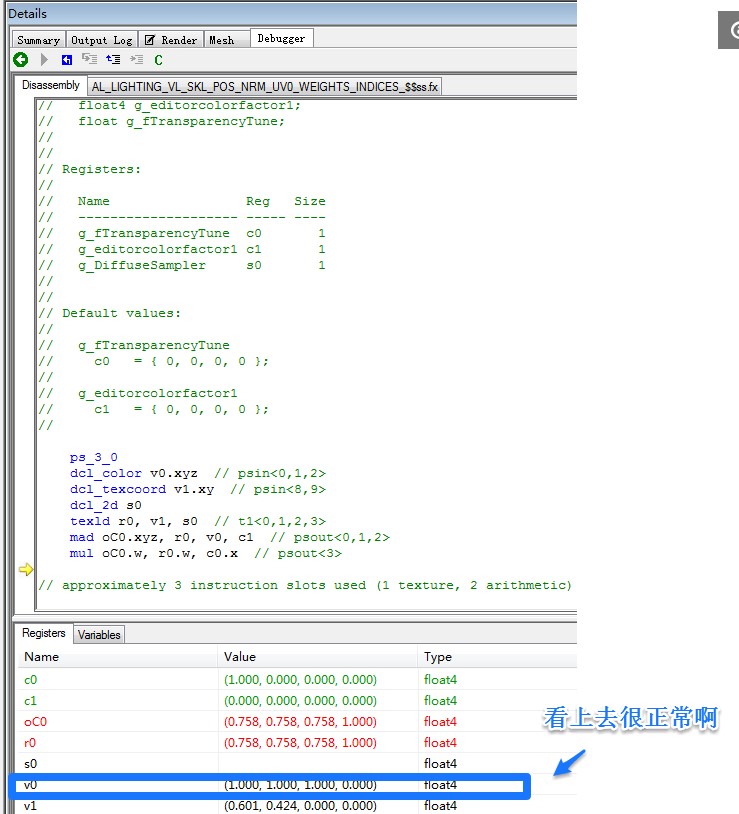 Details
Summary Output Log Render Mesh Debugger
C
Disassembly AL_LIGHTING_VL_SKL_POS_NRM_UV0_WEIGHTS_INDICES_$$ss.fx
//   float4 g_editorcolorfactor1;
//   float g_fTransparencyTune;
//
//
// Registers:
//
//   Name                Reg   Size
//   ------------------- ----- ----
//   g_fTransparencyTune c0       1
//   g_editorcolorfactor1 c1       1
//   g_DiffuseSampler    s0       1
//
//
// Default values:
//
//   g_fTransparencyTune
//     c0   = { 0, 0, 0, 0 };
//
//   g_editorcolorfactor1
//     c1   = { 0, 0, 0, 0 };
//
ps_3_0
dcl_color v0.xyz  // psin<0,1,2>
dcl_texcoord v1.xy  // psin<8,9>
dcl_2d s0
texld r0, v1, s0  // t1<0,1,2,3>
mad oC0.xyz, r0, v0, c1  // psout<0,1,2>
mul oC0.w, r0.w, c0.x  // psout<3>
// approximately 3 instruction slots used (1 texture, 2 arithmetic)
Registers Variables
Name Value Type
c0 (1.000, 0.000, 0.000, 0.000) float4
c1 (0.000, 0.000, 0.000, 0.000) float4
oC0 (0.758, 0.758, 0.758, 1.000) float4
看上去很正常啊
r0 (0.758, 0.758, 0.758, 1.000) float4
s0 float4
v0 (1.000, 1.000, 1.000, 0.000) float4
v1 (0.601, 0.424, 0.000, 0.000) float4